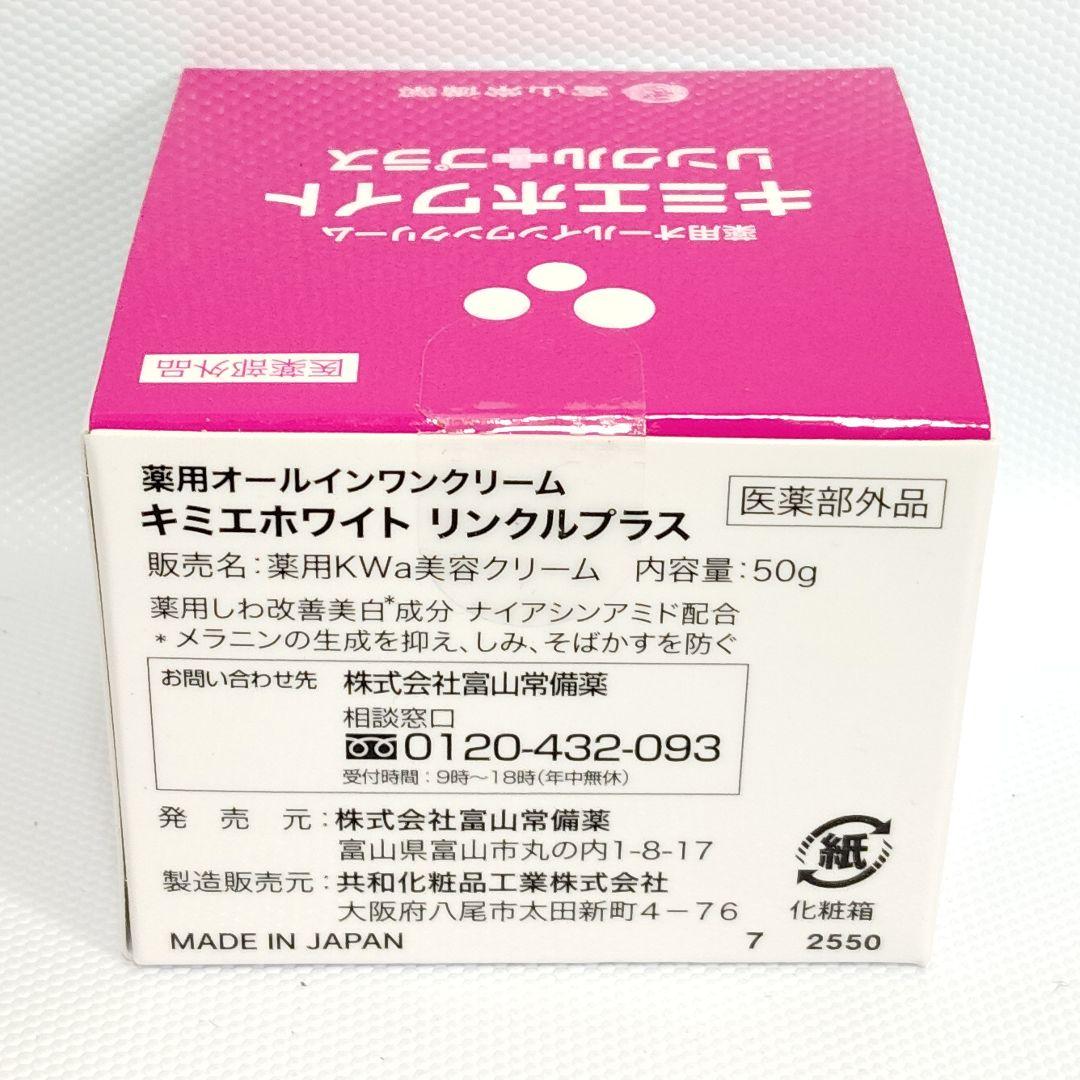 富山常備薬
リンクル+プラス
キミエホワイト
薬用オールインワンクリーム
医薬部外品
薬用オールインワンクリーム
キミエホワイト リンクルプラス
医薬部外品
販売名:薬用KWa美容クリーム 内容量:50g
薬用しわ改善美白*成分 ナイアシンアミド配合
*メラニンの生成を抑え、しみ、そばかすを防ぐ
お問い合わせ先 株式会社富山常備薬
相談窓口
0120-432-093
受付時間:9時~18時(年中無休)
発売元:株式会社富山常備薬
富山県富山市丸の内1-8-17
製造販売元:共和化粧品工業株式会社
大阪府八尾市太田新町4-76
紙
化粧箱
MADE IN JAPAN
7 2550